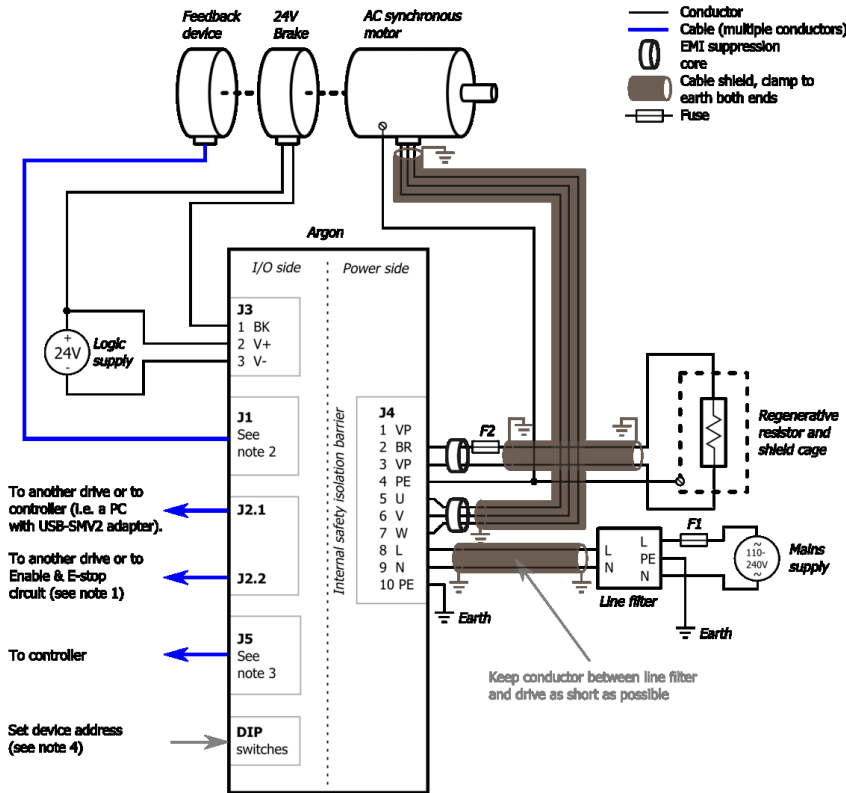 Feedback
device
24V
Brake
AC synchronous
motor
Conductor
Cable (multiple conductors)
EMI suppression
core
Cable shield, clamp to
earth both ends
Fuse
Argon
I/O side
Power side
J3
1 BK
2 V+
3 V-
+
24V
-
Logic
supply
J1
See
note 2
Internal safety isolation barrier
J4
1 VP
2 BR
3 VP
4 PE
5 U
6 V
7 W
8 L
9 N
10 PE
F2
Regenerative
resistor and
shield cage
To another drive or to
controller (i.e. a PC
with USB-SMV2 adapter).
J2.1
To another drive or to
Enable & E-stop
circuit (see note 1)
J2.2
L
N
L
PE
N
Line filter
F1
~
110-
240V
~
Mains
supply
Earth
Earth
To controller
J5
See
note 3
Keep conductor between line filter
and drive as short as possible
Set device address
(see note 4)
DIP
switches